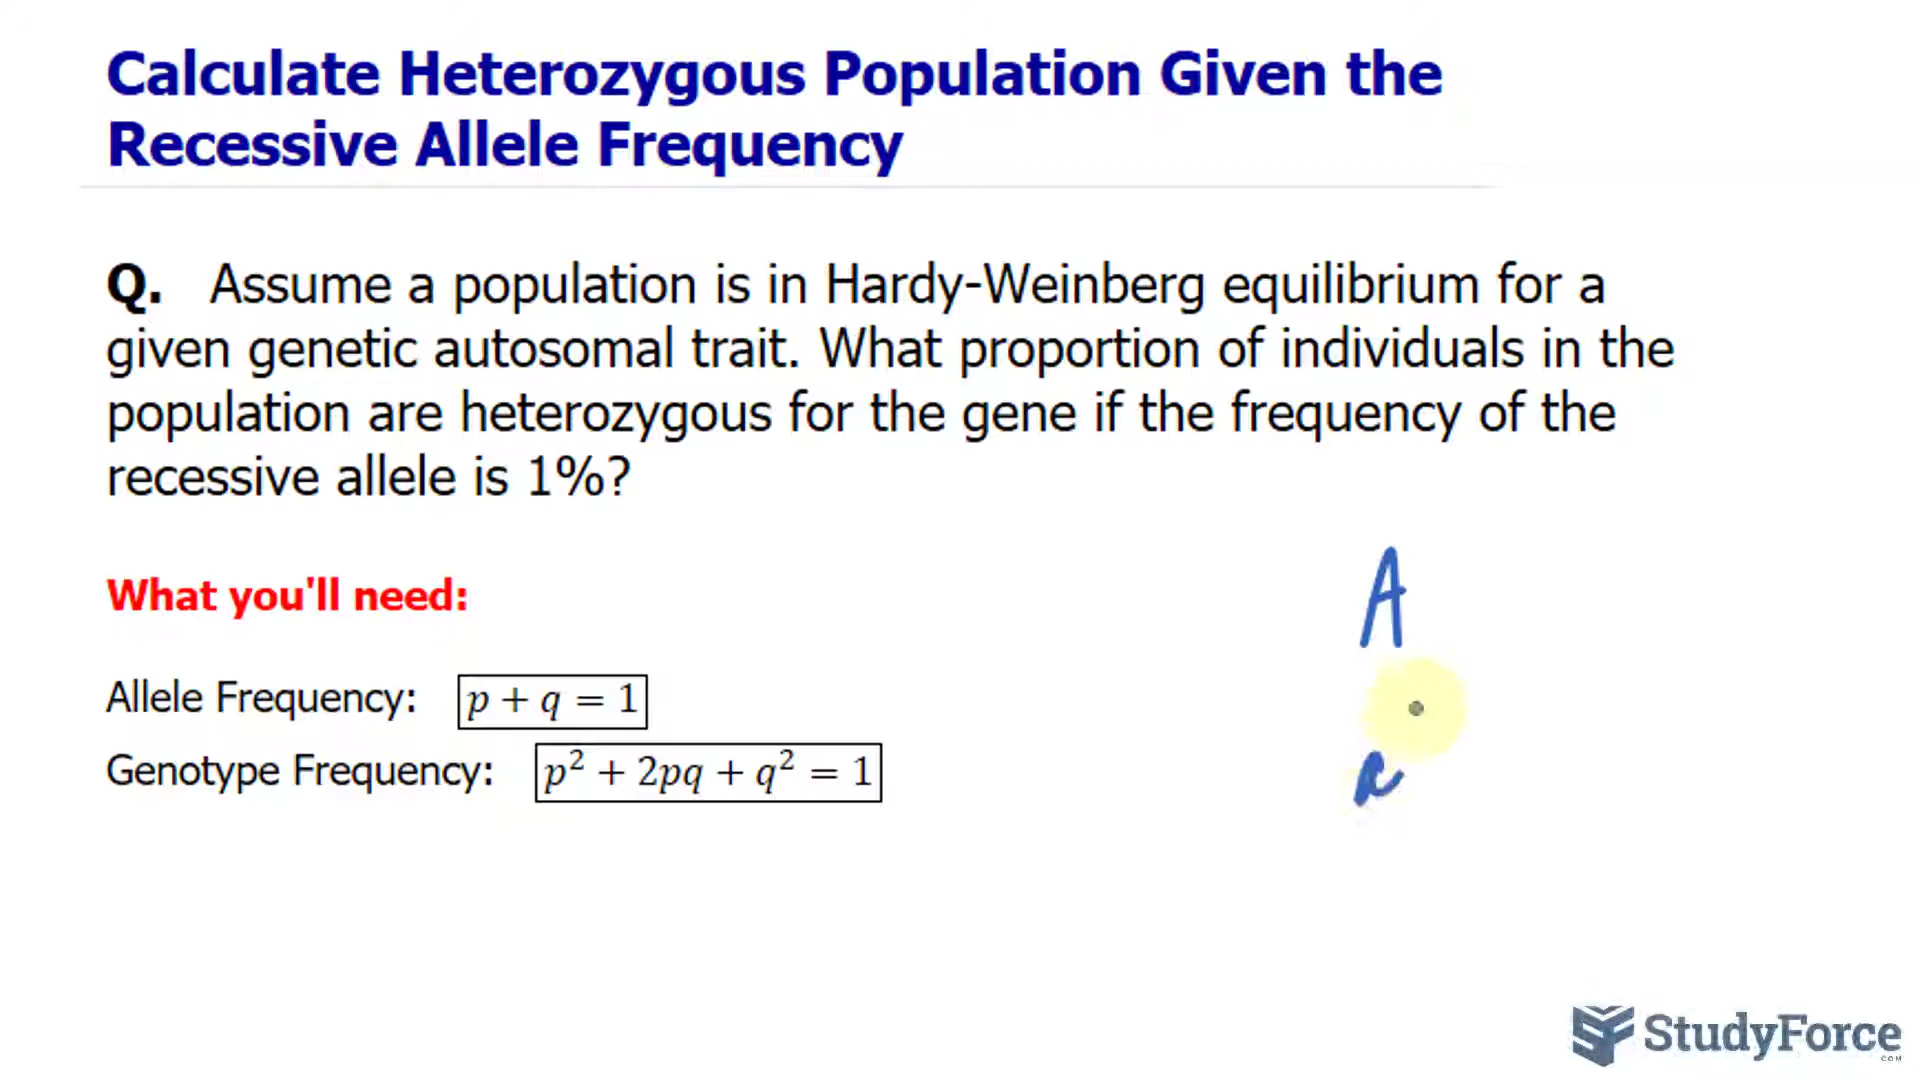 Calculate Heterozygous Population Given the
Recessive Allele Frequency
Q. Assume a population is in Hardy-Weinberg equilibrium for a
given genetic autosomal trait. What proportion of individuals in the
population are heterozygous for the gene if the frequency of the
recessive allele is 1%?
What you'll need:
Allele Frequency: p + q = 1
Genotype Frequency: p² + 2pq + q² = 1
A
a
StudyForce
.COM